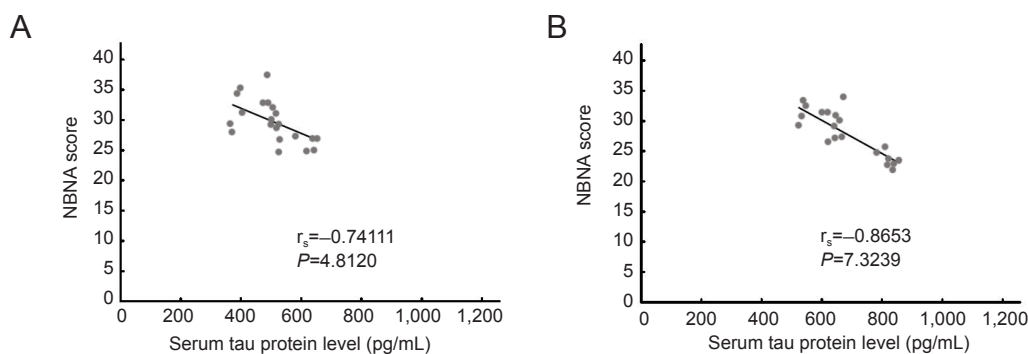 A
NBNA score
40
35
30
25
20
15
10
5
0
rs=–0.74111
P=4.8120
0 200 400 600 800 1,000 1,200
Serum tau protein level (pg/mL)
B
NBNA score
40
35
30
25
20
15
10
5
0
rs=–0.8653
P=7.3239
0 200 400 600 800 1,000 1,200
Serum tau protein level (pg/mL)